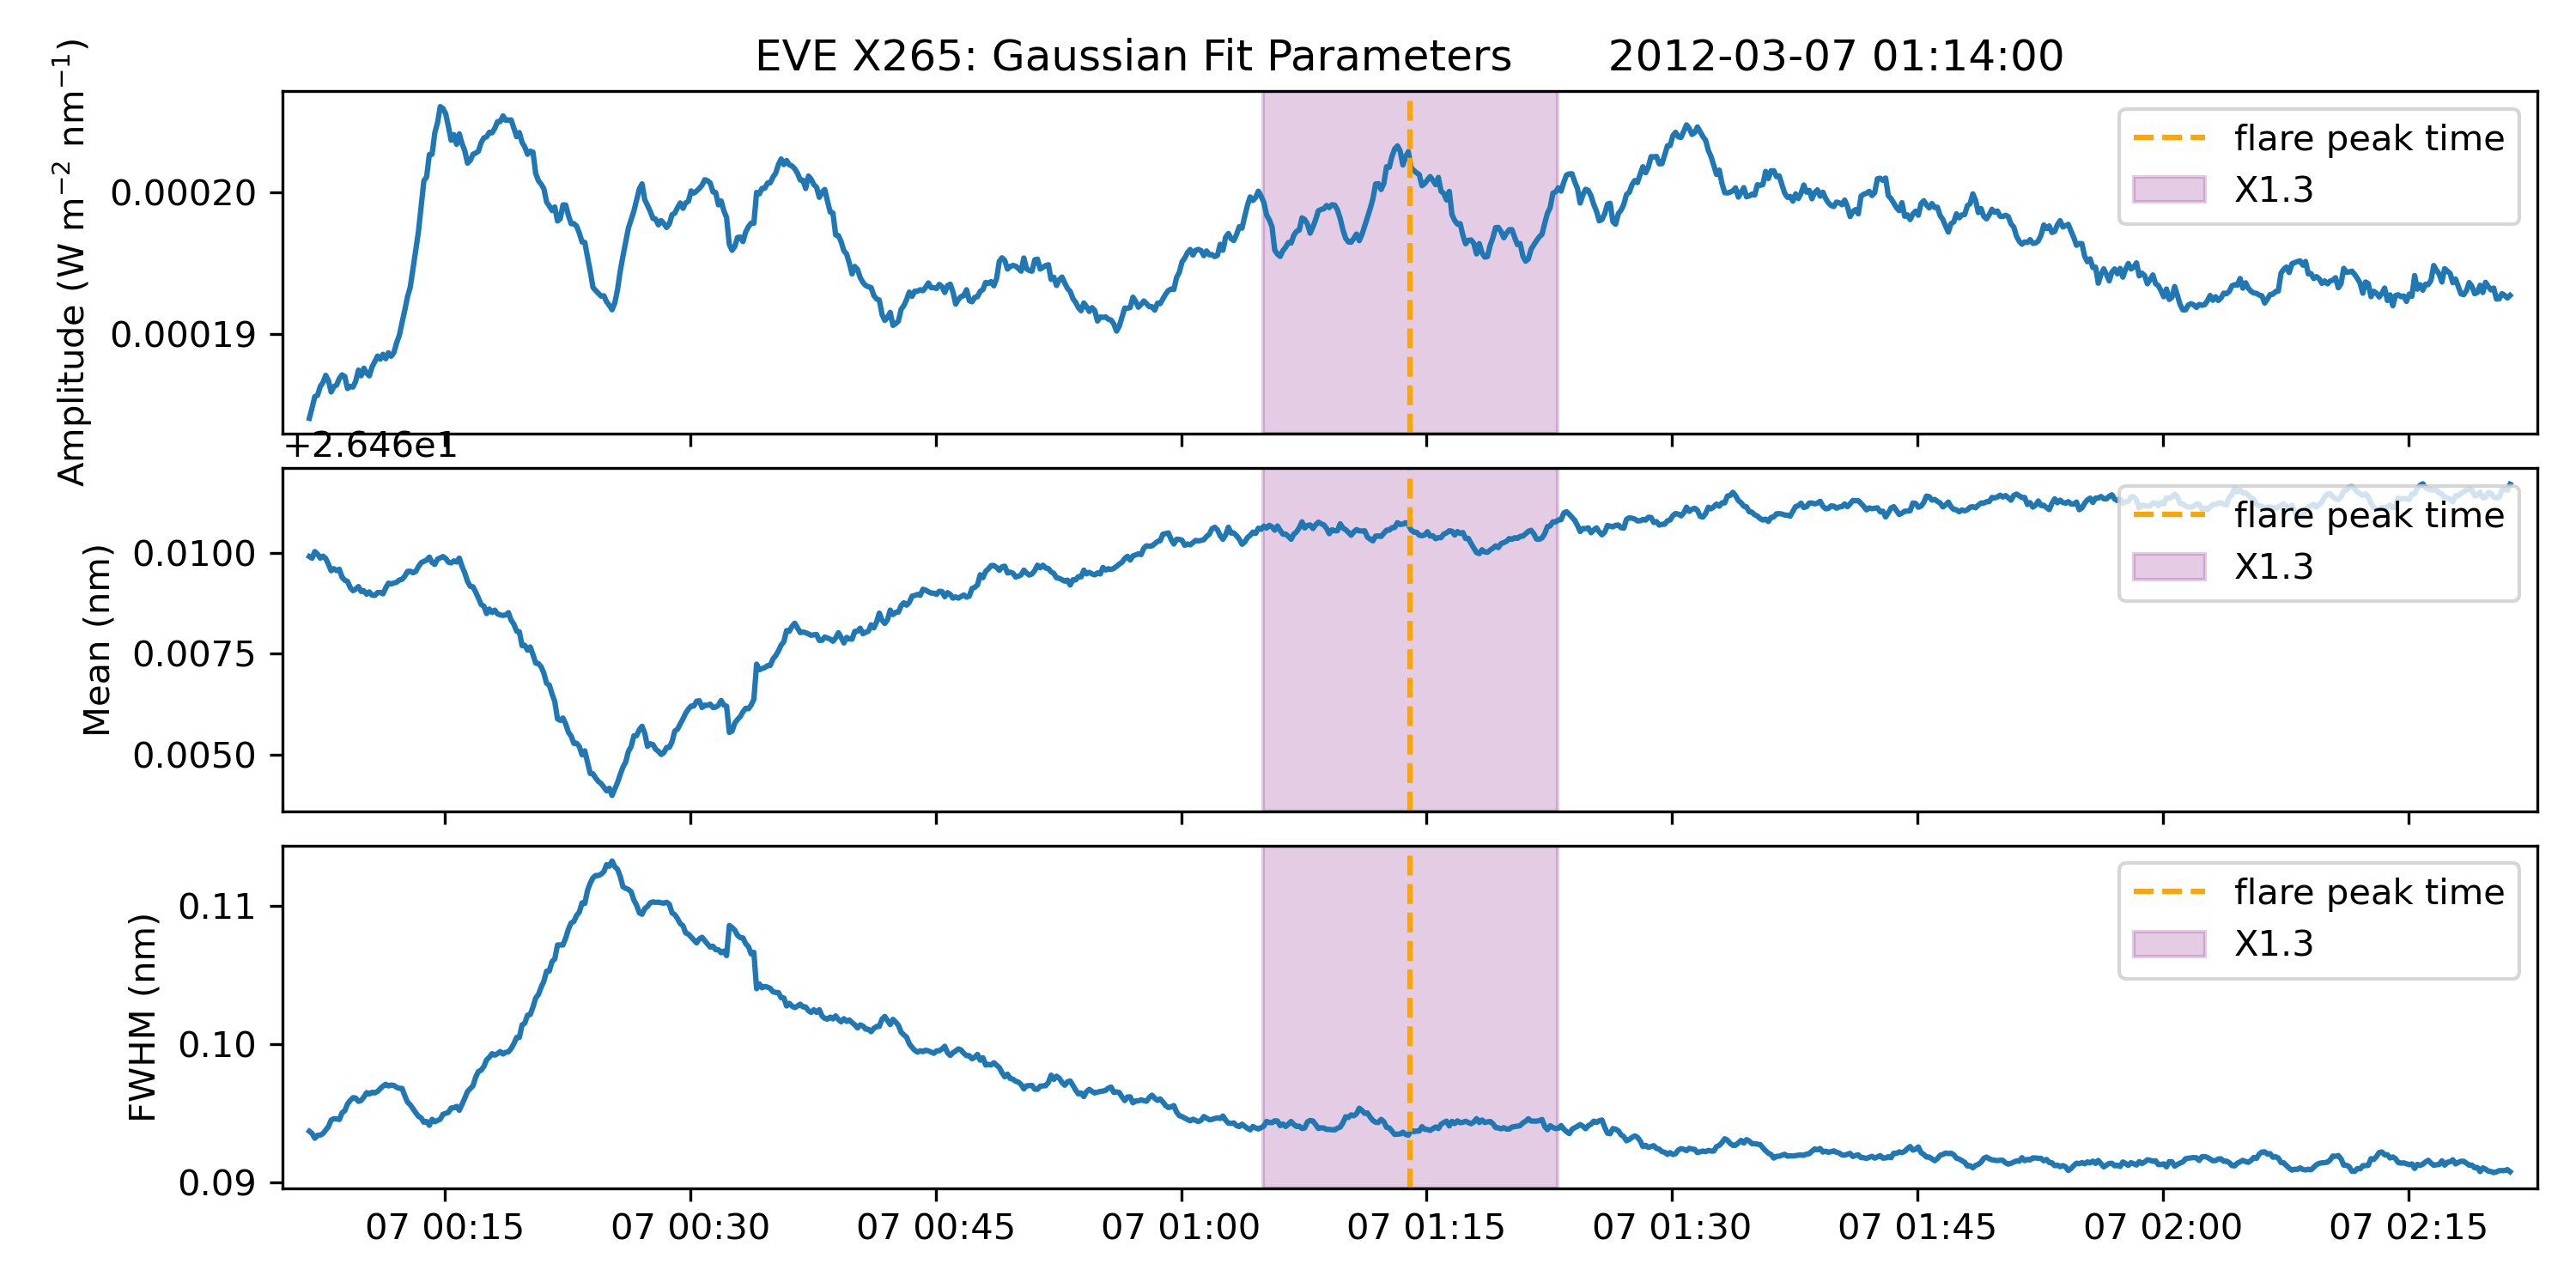 EVE X265: Gaussian Fit Parameters 2012-03-07 01:14:00
Amplitude (W m⁻² nm⁻¹)
0.00020
0.00019
flare peak time
X1.3
+2.646e1
Mean (nm)
0.0100
0.0075
0.0050
flare peak time
X1.3
FWHM (nm)
0.11
0.10
0.09
flare peak time
X1.3
07 00:15 07 00:30 07 00:45 07 01:00 07 01:15 07 01:30 07 01:45 07 02:00 07 02:15